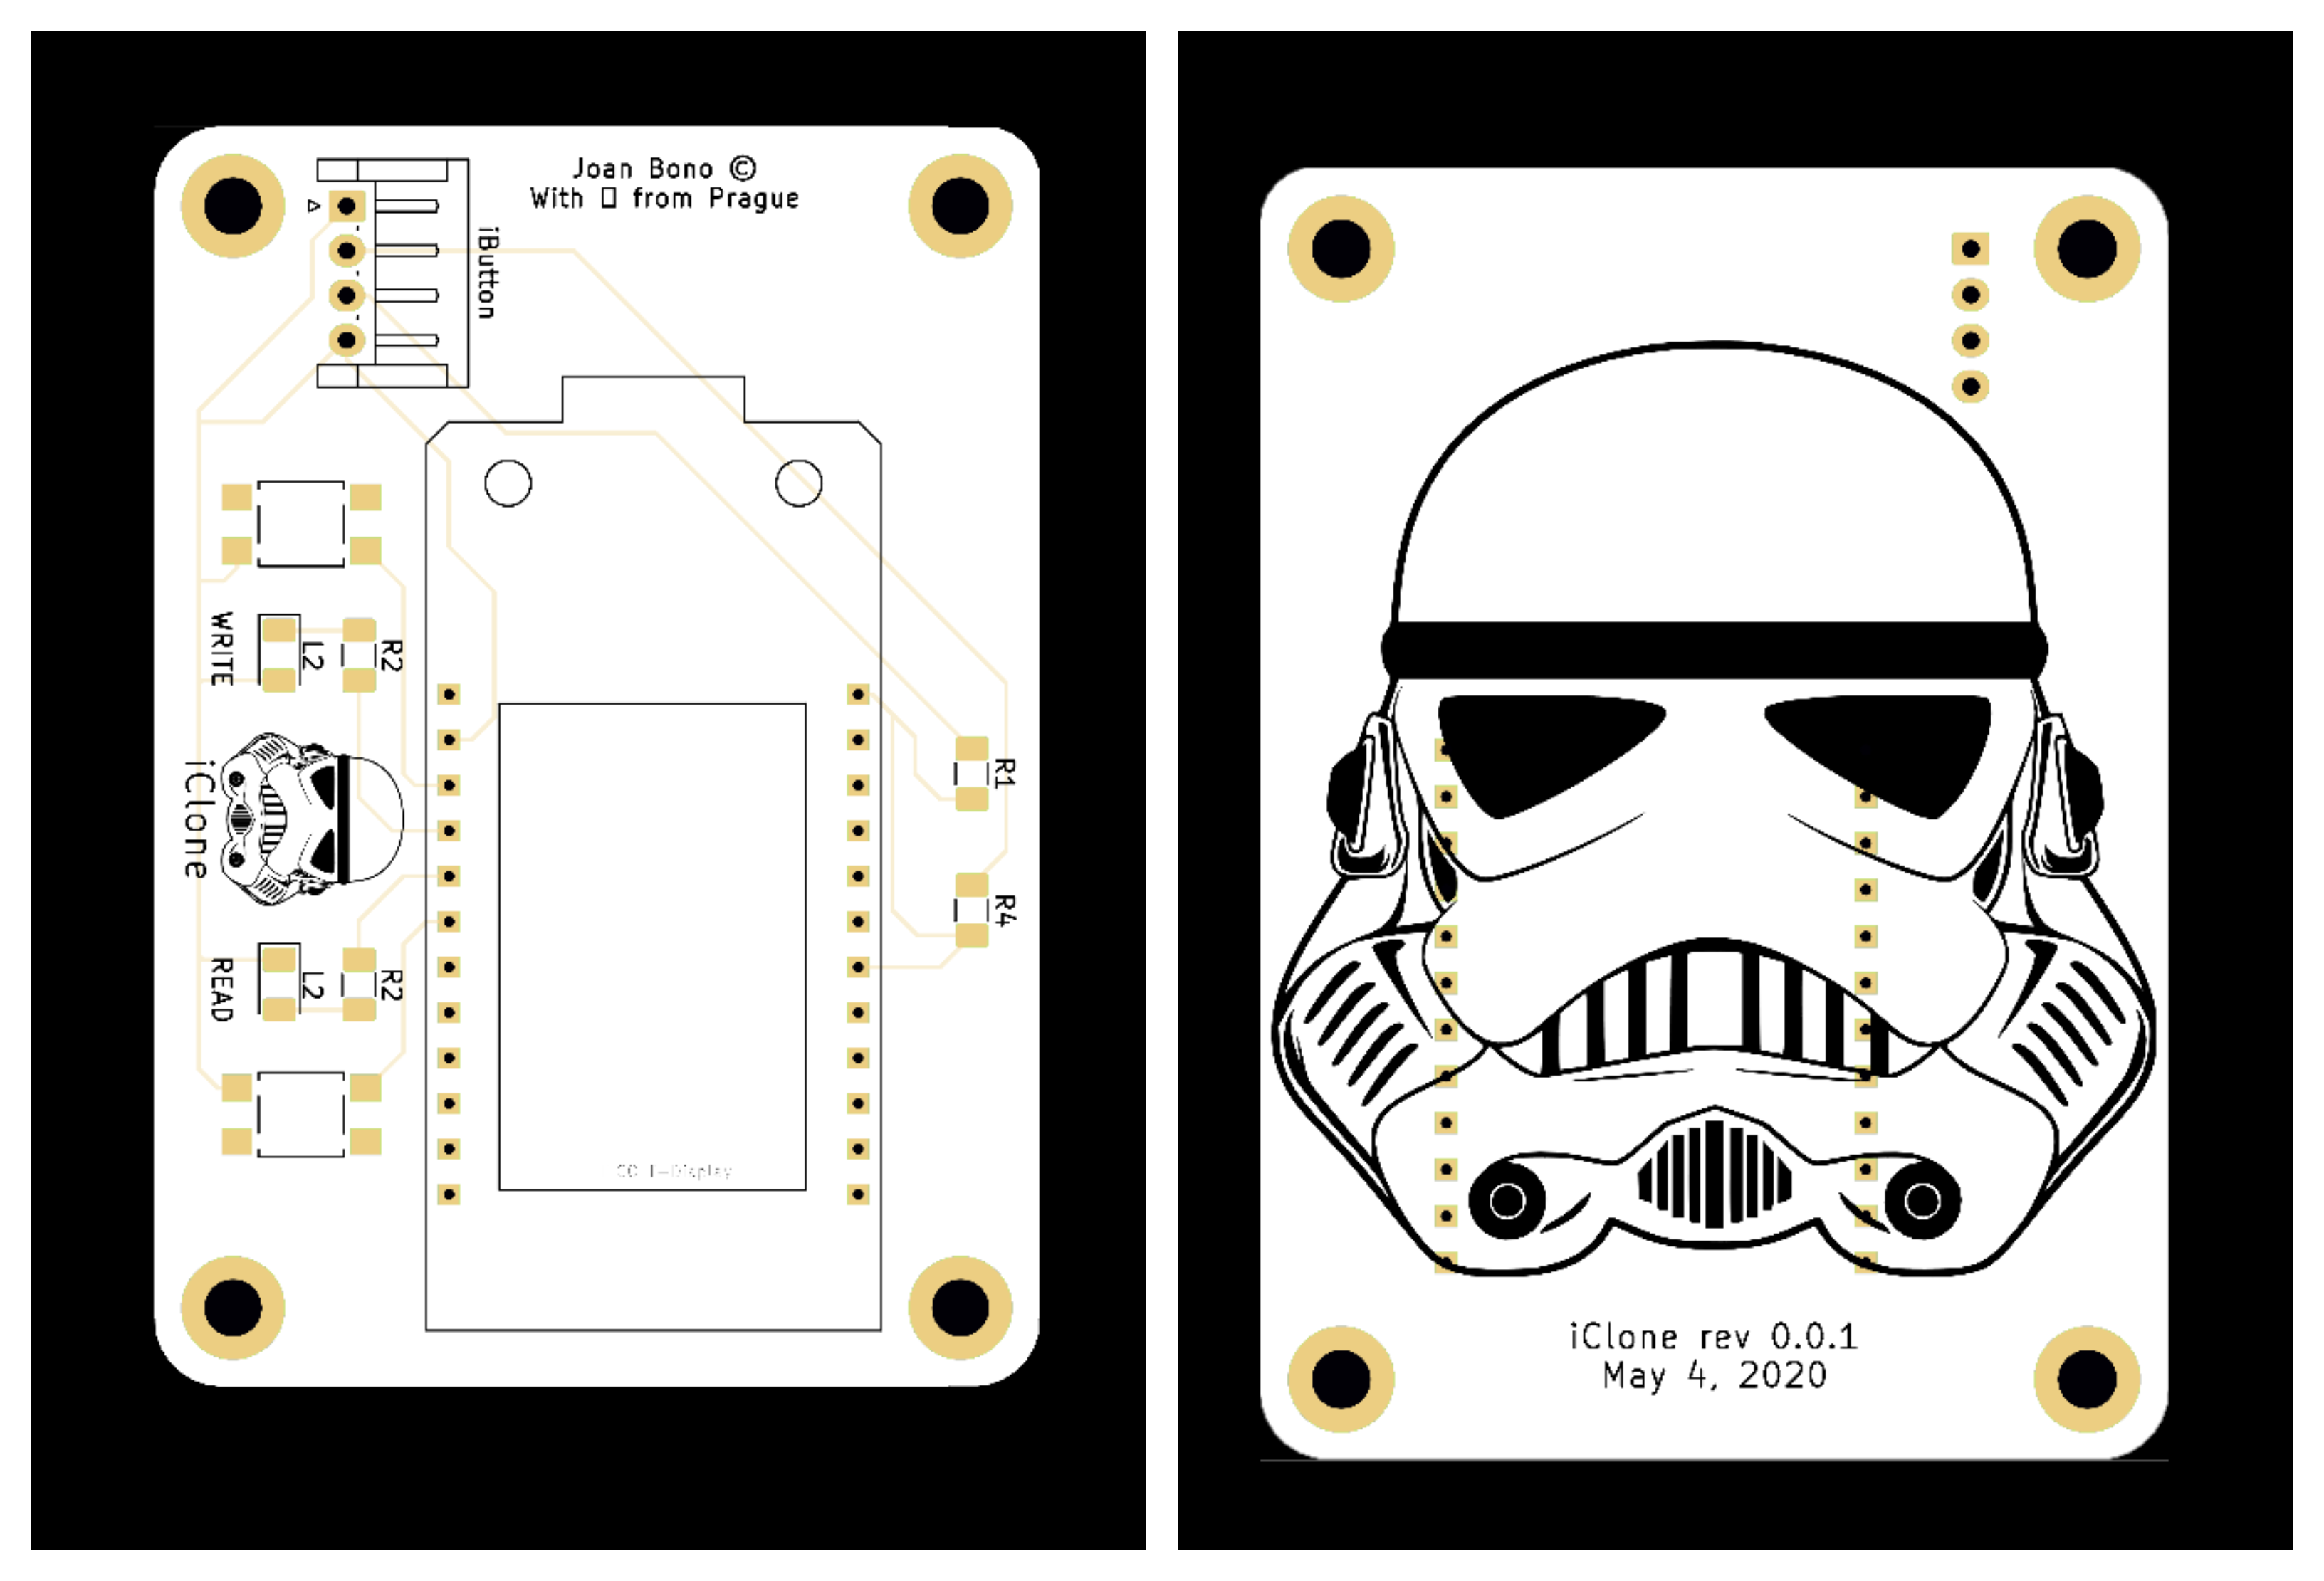 Joan Bono ©
With □ from Prague
iButton
WRITE
L2
R2
iClone
R1
R4
READ
L2
R2
iClone rev 0.0.1
May 4, 2020